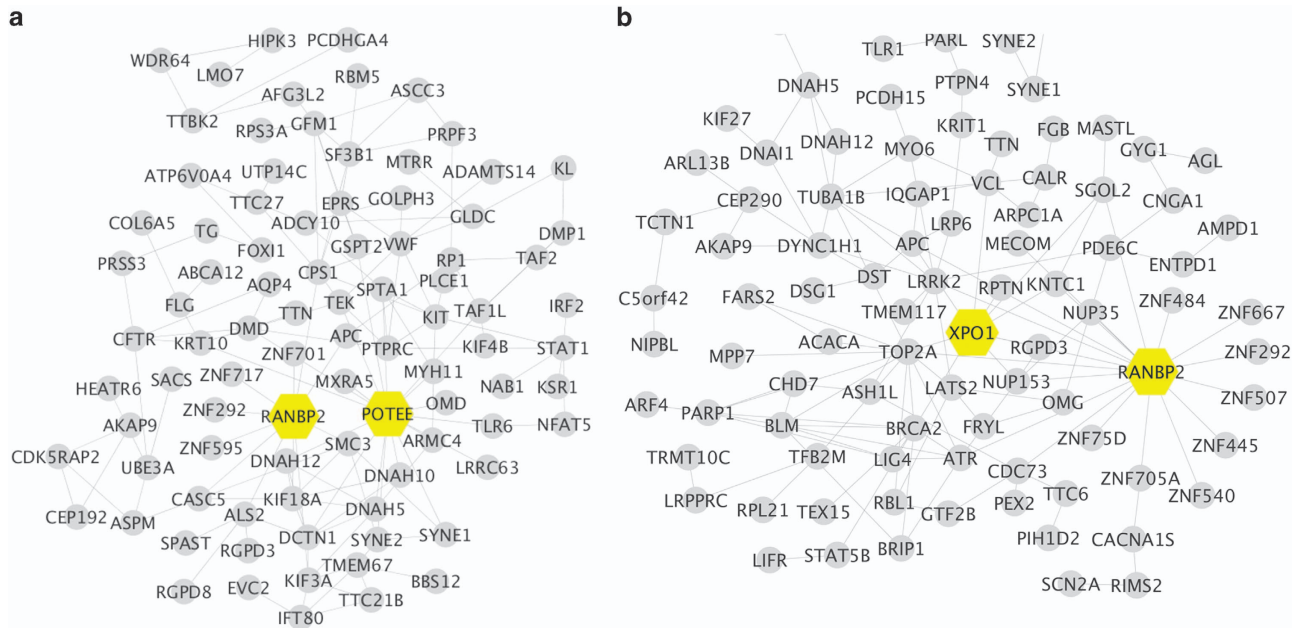 a
HIPK3 PCDHGA4
WDR64
LMO7 RBM5
AFG3L2 ASCC3
TTBK2 RPS3A GFM1
PRPF3
SF3B1 MTRR
ATP6V0A4 UTP14C ADAMTS14 KL
TTC27 EPRS GOLPH3
COL6A5 ADCY10 GLDC
TG FOXI1 GSPT2 VWF DMP1
PRSS3 ABCA12 CPS1 RP1 TAF2
AQP4 SPTA1 PLCE1
FLG TTN TEK KIT TAF1L IRF2
CFTR KRT10 DMD APC
ZNF701 PTPRC KIF4B STAT1
HEATR6 SACS ZNF717 MXRA5 MYH11 NAB1 KSR1
ZNF292 RANBP2 POTEE OMD
AKAP9 TLR6 NFAT5
ZNF595 SMC3 ARMC4
CDK5RAP2 UBE3A DNAH12 DNAH10 LRRC63
CASC5 KIF18A
CEP192 ASPM ALS2 DNAH5
SPAST DCTN1 SYNE2 SYNE1
RGPD3 TMEM67
RGPD8 EVC2 KIF3A BBS12
TTC21B
IFT80
b
TLR1 PARL SYNE2
DNAH5 PCDH15 PTPN4 SYNE1
KIF27 KRIT1 FGB MASTL
DNAH12 MYO6 TTN GYG1 AGL
ARL13B DNAI1
CEP290 TUBA1B IQGAP1 VCL CALR SGOL2 CNGA1
TCTN1 LRP6 ARPC1A AMPD1
AKAP9 DYNC1H1 APC MECOM PDE6C
DST ENTPD1
C5orf42 FARS2 DSG1 LRRK2 RPTN KNTC1 ZNF484
TMEM117 NUP35 ZNF667
NIPBL ACACA XPO1
MPP7 TOP2A RGPD3 ZNF292
RANBP2
CHD7 ASH1L LATS2 NUP153
ARF4 PARP1 OMG ZNF507
BLM BRCA2 FRYL
ZNF75D ZNF445
TRMT10C TFB2M LIG4 ATR
CDC73 ZNF705A
LRPPRC TTC6 ZNF540
RPL21 TEX15 RBL1 GTF2B PEX2
PIH1D2 CACNA1S
LIFR STAT5B BRIP1
SCN2A RIMS2